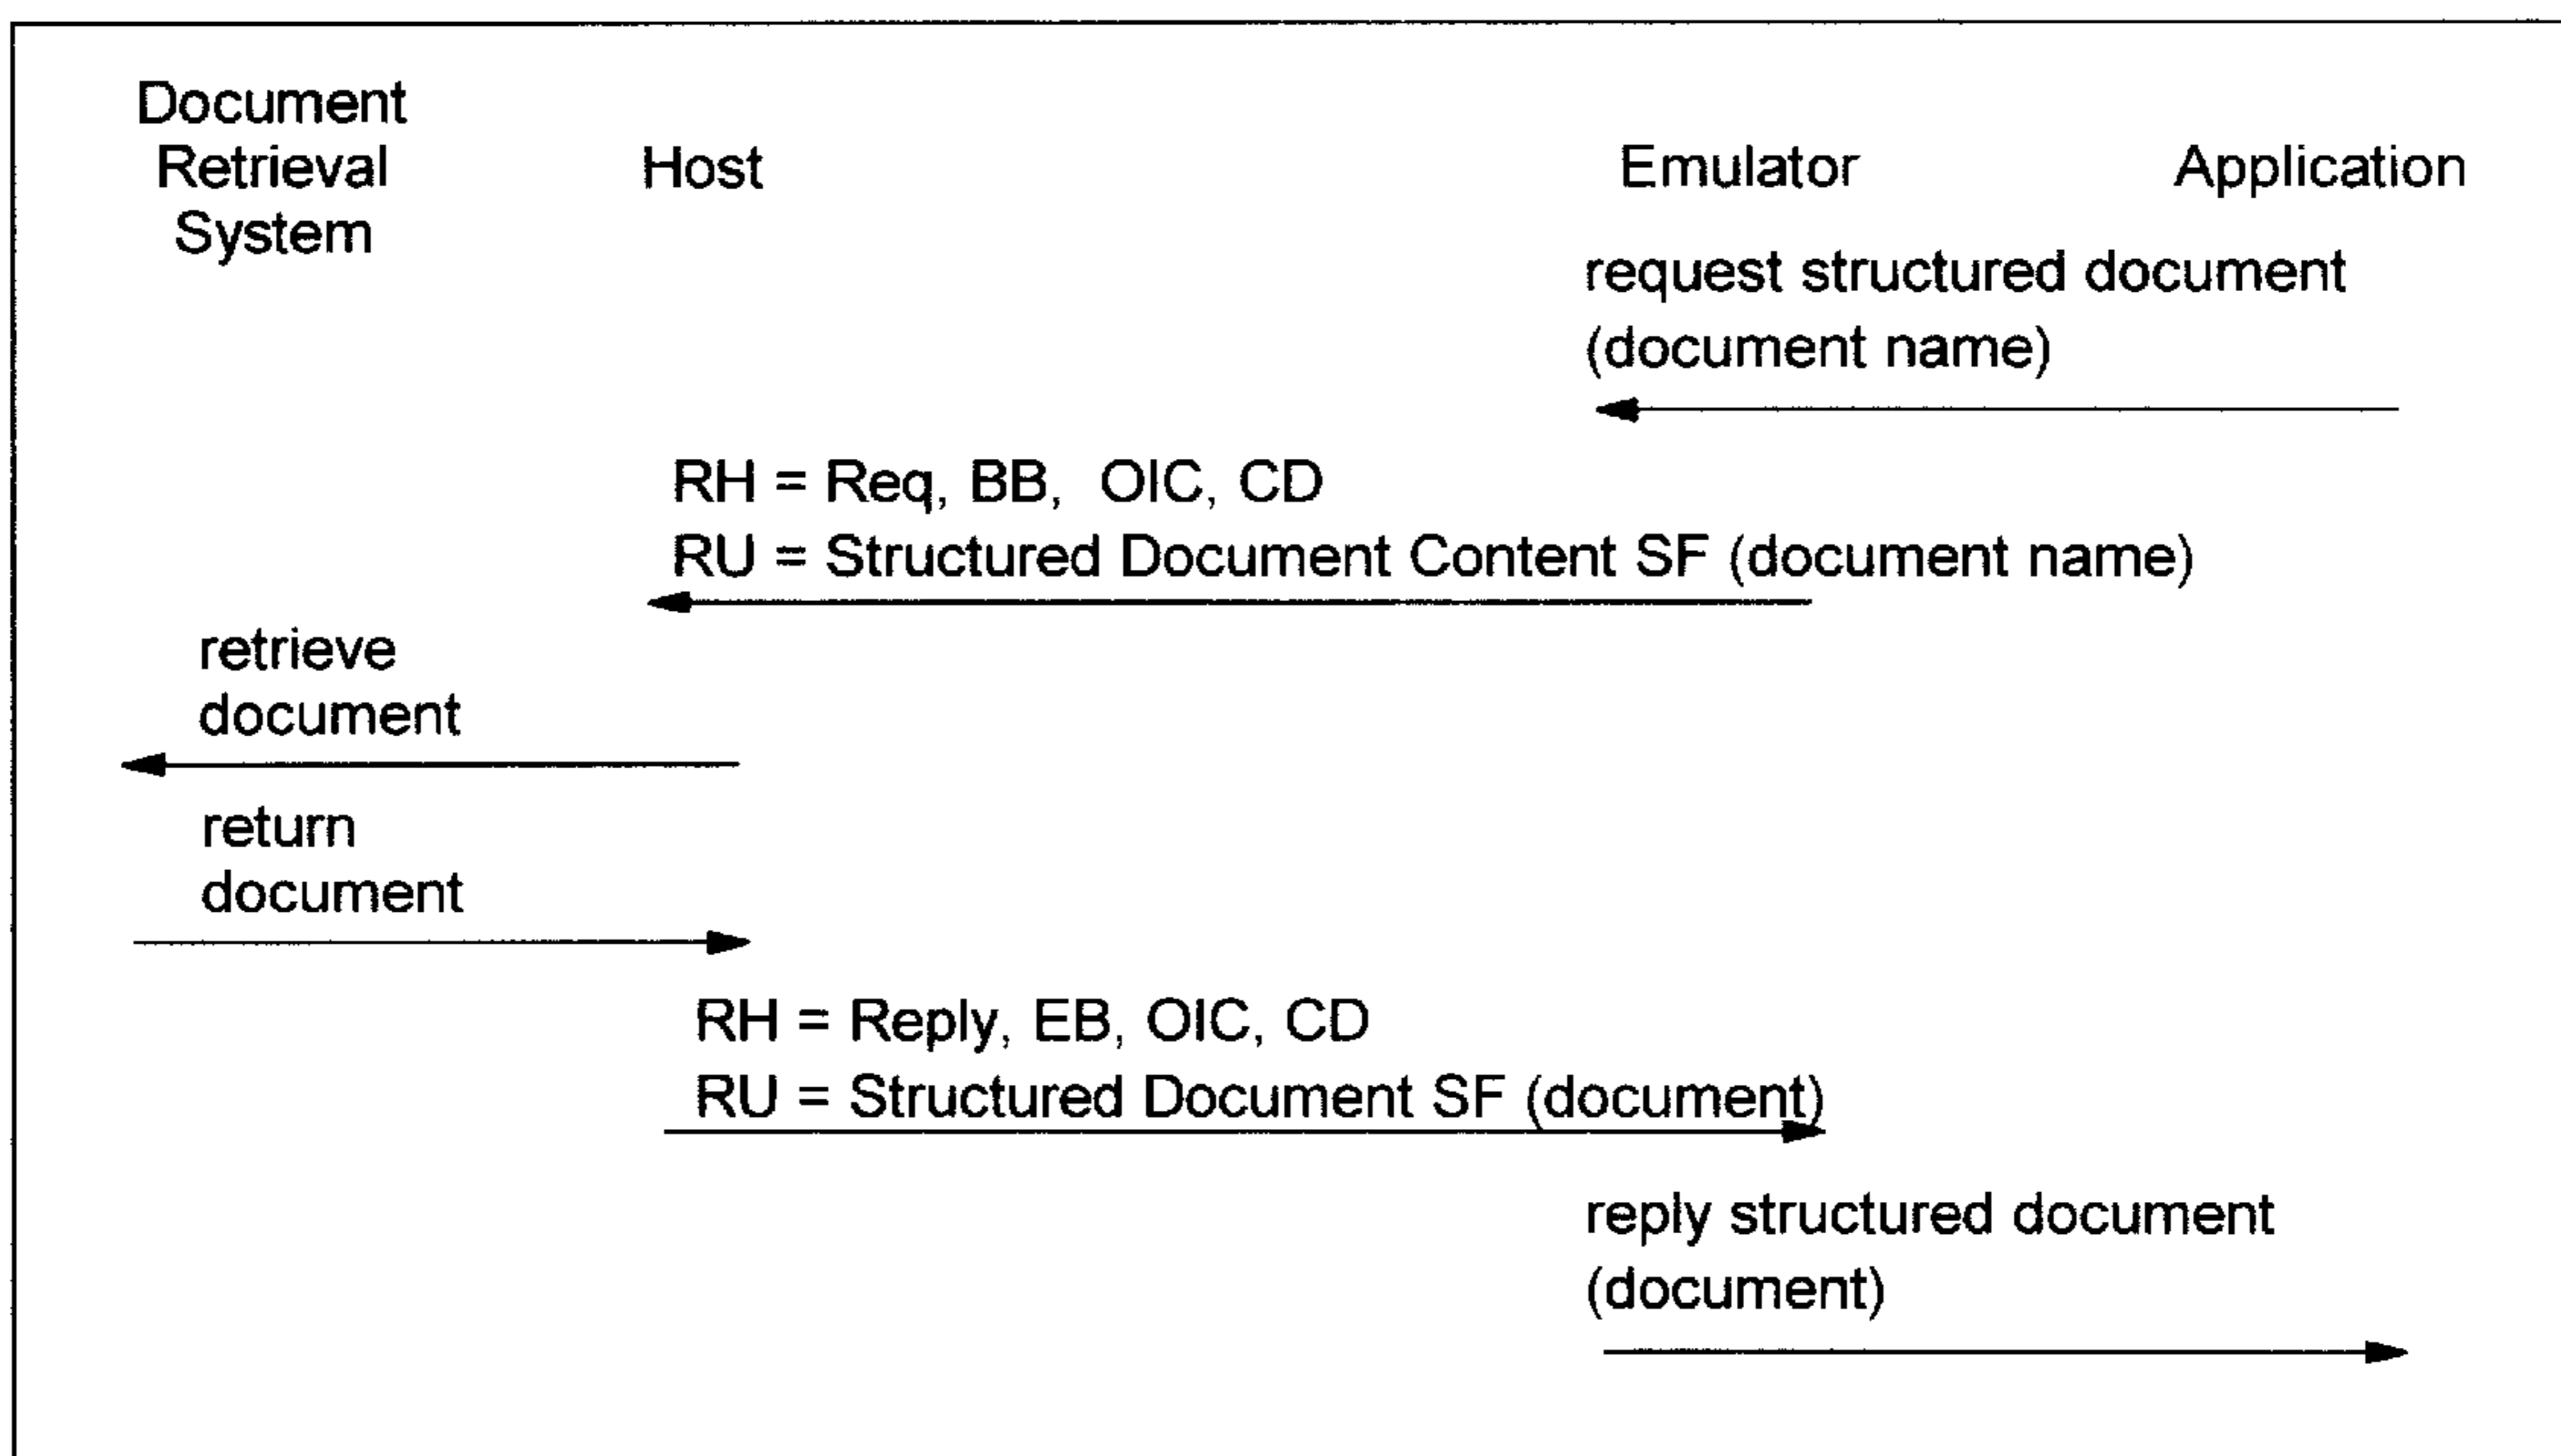 Document
Retrieval
System
Host
Emulator
Application
request structured document
(document name)
RH = Req, BB, OIC, CD
RU = Structured Document Content SF (document name)
retrieve
document
return
document
RH = Reply, EB, OIC, CD
RU = Structured Document SF (document)
reply structured document
(document)